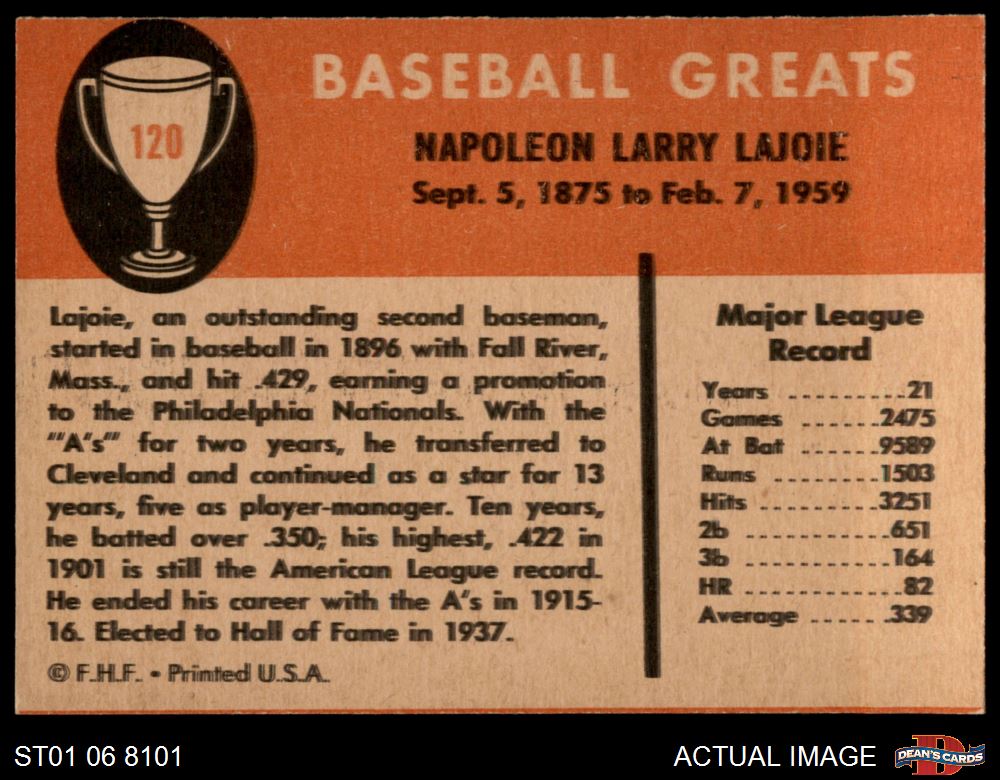 120
BASEBALL GREATS
NAPOLEON LARRY LAJOIE
Sept. 5, 1875 to Feb. 7, 1959
Lajoie, an outstanding second baseman,
started in baseball in 1896 with Fall River,
Mass., and hit .429, earning a promotion
to the Philadelphia Nationals. With the
"A's" for two years, he transferred to
Cleveland and continued as a star for 13
years, five as player-manager. Ten years,
he batted over .350; his highest, .422 in
1901 is still the American League record.
He ended his career with the A's in 1915-
16. Elected to Hall of Fame in 1937.
© F.H.F. • Printed U.S.A.
Major League
Record
Years ..........21
Games ......2475
At Bat .......9589
Runs ........1503
Hits ..........3251
2b ............651
3b ............164
HR ............82
Average ......339
ST01 06 8101
ACTUAL IMAGE
D
DEAN'S CARDS